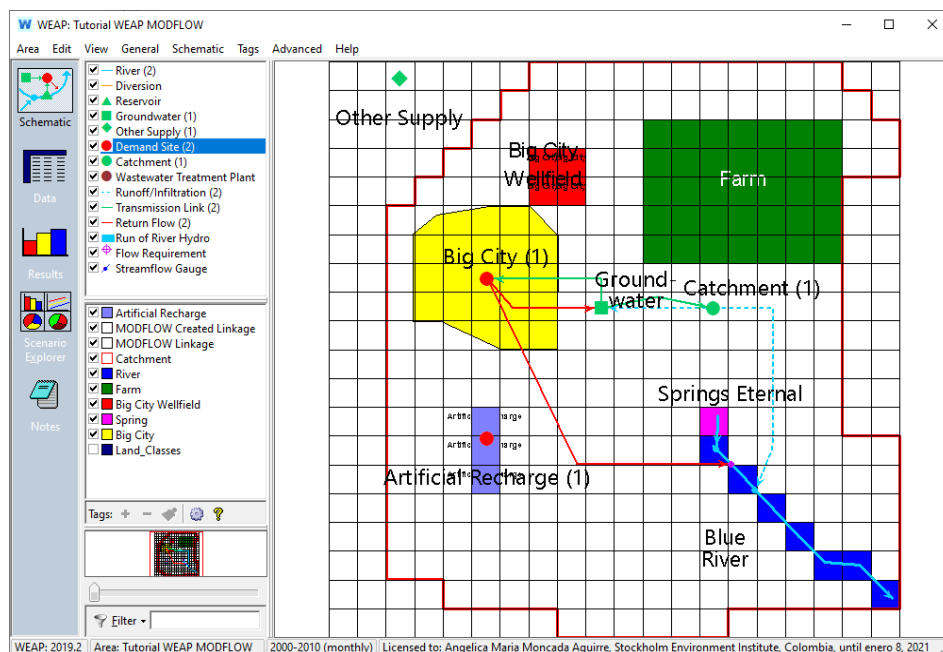 WEAP: Tutorial WEAP MODFLOW
Area Edit View General Schematic Tags Advanced Help
Schematic
Data
Results
Scenario
Explorer
Notes
River (2)
Diversion
Reservoir
Groundwater (1)
Other Supply (1)
Demand Site (2)
Catchment (1)
Wastewater Treatment Plant
Runoff/Infiltration (2)
Transmission Link (2)
Return Flow (2)
Run of River Hydro
Flow Requirement
Streamflow Gauge
Artificial Recharge
MODFLOW Created Linkage
MODFLOW Linkage
Catchment
River
Farm
Big City Wellfield
Spring
Big City
Land_Classes
Tags:
Filter
Other Supply
Big City
Wellfield
Farm
Big City (1)
Ground-
water
Catchment (1)
Springs Eternal
Artificial Recharge (1)
Blue
River
WEAP: 2019.2 Area: Tutorial WEAP MODFLOW 2000-2010 (monthly) Licensed to: Angelica Maria Moncada Aguirre, Stockholm Environment Institute, Colombia, until enero 8, 2021